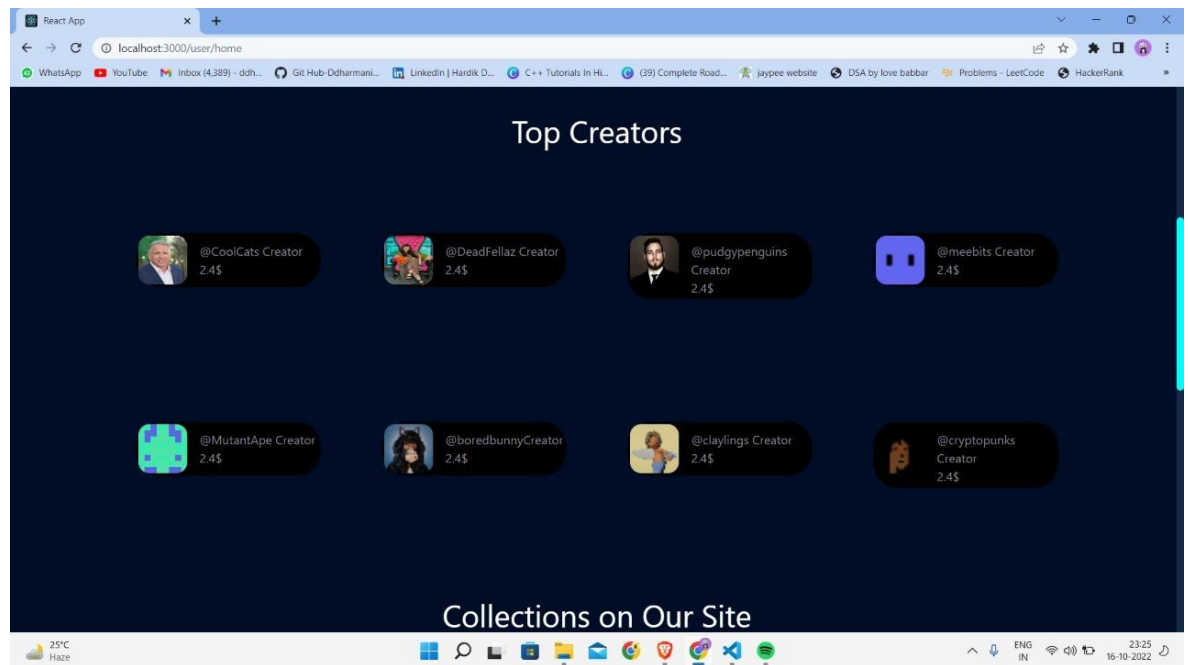 React App
localhost:3000/user/home
WhatsApp YouTube Inbox (4,389) - ddh... Git Hub-Ddharmani... Linkedin | Hardik D... C++ Tutorials In Hi... (39) Complete Road... jaypee website DSA by love babbar Problems - LeetCode HackerRank »
Top Creators
@CoolCats Creator
2.4$
@DeadFellaz Creator
2.4$
@pudgypenguins
Creator
2.4$
@meebits Creator
2.4$
@MutantApe Creator
2.4$
@boredbunnyCreator
2.4$
@claylings Creator
2.4$
@cryptopunks
Creator
2.4$
Collections on Our Site
25°C
Haze
ENG
IN
23:25
16-10-2022